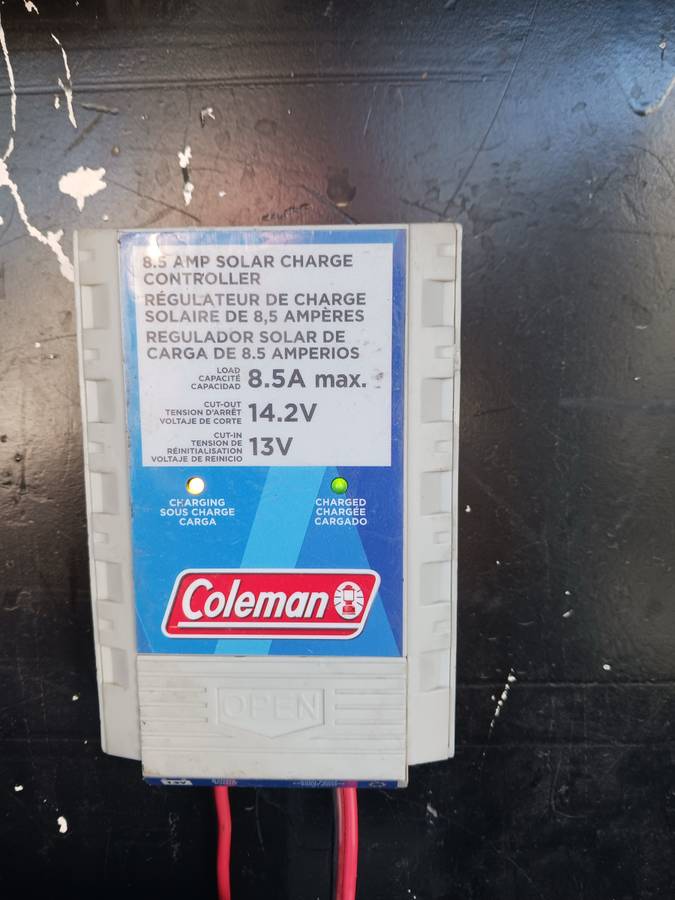 8.5 AMP SOLAR CHARGE
CONTROLLER
RÉGULATEUR DE CHARGE
SOLAIRE DE 8,5 AMPÈRES
REGULADOR SOLAR DE
CARGA DE 8.5 AMPERIOS
LOAD
CAPACITÉ
CAPACIDAD
8.5A max.
CUT-OUT
TENSION D'ARRÊT
VOLTAJE DE CORTE
14.2V
CUT-IN
TENSION DE
RÉINITIALISATION
VOLTAJE DE REINICIO
13V
CHARGING
SOUS CHARGE
CARGA
CHARGED
CHARGÉE
CARGADO
Coleman
OPEN